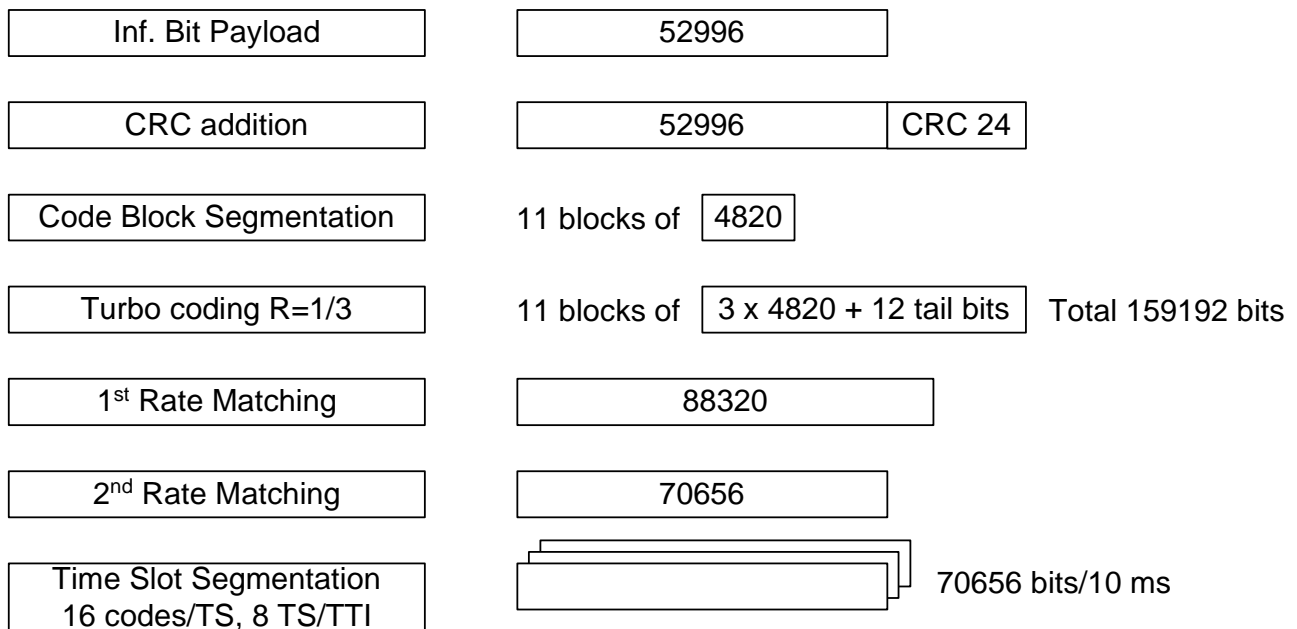 Inf. Bit Payload 52996
CRC addition 52996 CRC 24
Code Block Segmentation 11 blocks of 4820
Turbo coding R=1/3 11 blocks of 3 x 4820 + 12 tail bits Total 159192 bits
1st Rate Matching 88320
2nd Rate Matching 70656
Time Slot Segmentation
16 codes/TS, 8 TS/TTI
70656 bits/10 ms